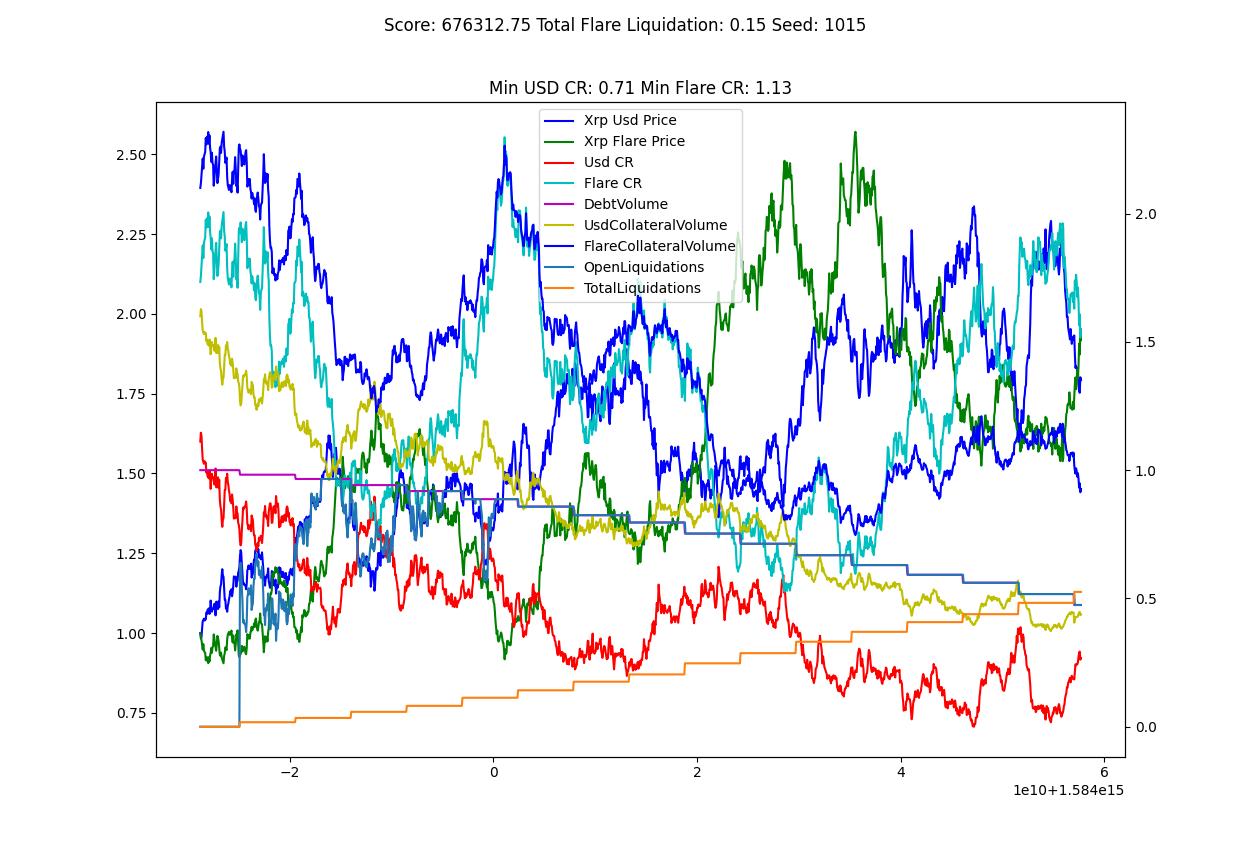 Score: 676312.75 Total Flare Liquidation: 0.15 Seed: 1015
Min USD CR: 0.71 Min Flare CR: 1.13
Xrp Usd Price
Xrp Flare Price
Usd CR
Flare CR
DebtVolume
UsdCollateralVolume
FlareCollateralVolume
OpenLiquidations
TotalLiquidations
2.50
2.25
2.00
1.75
1.50
1.25
1.00
0.75
2.0
1.5
1.0
0.5
0.0
−2 0 2 4 6
1e10+1.584e15